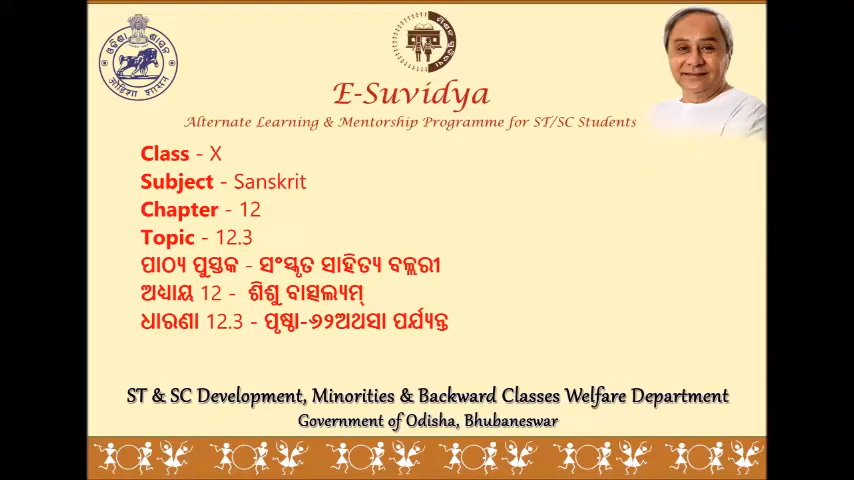 E-Suvidya
Alternate Learning & Mentorship Programme for ST/SC Students
Class - X
Subject - Sanskrit
Chapter - 12
Topic - 12.3
ପାଠ୍ୟ ପୁସ୍ତକ - ସଂସ୍କୃତ ସାହିତ୍ୟ ବଲ୍ଲରୀ
ଅଧ୍ୟାୟ 12 - ଶିଶୁ ବାତ୍ସଲ୍ୟମ୍
ଧାରଣା 12.3 - ପୃଷ୍ଠା-୬୨ଅଥସା ପର୍ଯ୍ୟନ୍ତ
ST & SC Development, Minorities & Backward Classes Welfare Department
Government of Odisha, Bhubaneswar